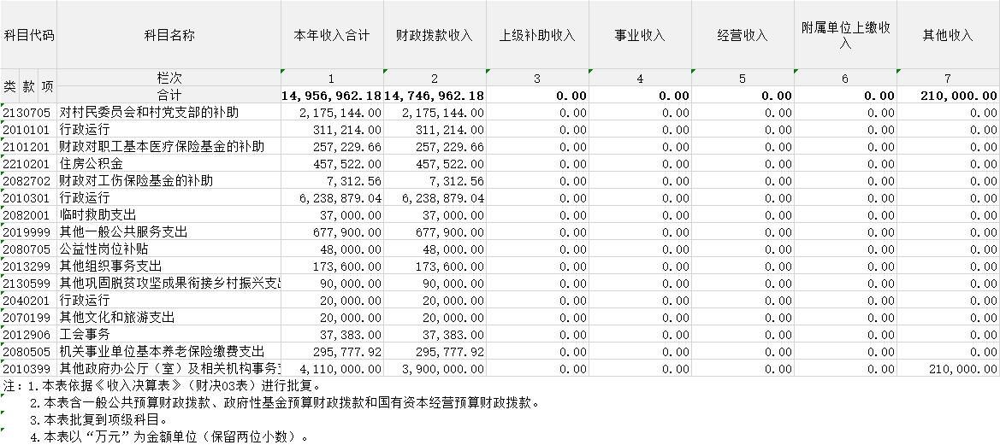 科目代码 科目名称 本年收入合计 财政拨款收入 上级补助收入 事业收入 经营收入 附属单位上缴收入 其他收入
类 款 项 栏次 1 2 3 4 5 6 7
合计 14,956,962.18 14,746,962.18 0.00 0.00 0.00 0.00 210,000.00
2130705 对村民委员会和村党支部的补助 2,175,144.00 2,175,144.00 0.00 0.00 0.00 0.00 0.00
2010101 行政运行 311,214.00 311,214.00 0.00 0.00 0.00 0.00 0.00
2101201 财政对职工基本医疗保险基金的补助 257,229.66 257,229.66 0.00 0.00 0.00 0.00 0.00
2210201 住房公积金 457,522.00 457,522.00 0.00 0.00 0.00 0.00 0.00
2082702 财政对工伤保险基金的补助 7,312.56 7,312.56 0.00 0.00 0.00 0.00 0.00
2010301 行政运行 6,238,879.04 6,238,879.04 0.00 0.00 0.00 0.00 0.00
2082001 临时救助支出 37,000.00 37,000.00 0.00 0.00 0.00 0.00 0.00
2019999 其他一般公共服务支出 677,900.00 677,900.00 0.00 0.00 0.00 0.00 0.00
2080705 公益性岗位补贴 48,000.00 48,000.00 0.00 0.00 0.00 0.00 0.00
2013299 其他组织事务支出 173,600.00 173,600.00 0.00 0.00 0.00 0.00 0.00
2130599 其他巩固脱贫攻坚成果衔接乡村振兴支 90,000.00 90,000.00 0.00 0.00 0.00 0.00 0.00
2040201 行政运行 20,000.00 20,000.00 0.00 0.00 0.00 0.00 0.00
2070199 其他文化和旅游支出 20,000.00 20,000.00 0.00 0.00 0.00 0.00 0.00
2012906 工会事务 37,383.00 37,383.00 0.00 0.00 0.00 0.00 0.00
2080505 机关事业单位基本养老保险缴费支出 295,777.92 295,777.92 0.00 0.00 0.00 0.00 0.00
2010399 其他政府办公厅（室）及相关机构事务 4,110,000.00 3,900,000.00 0.00 0.00 0.00 0.00 210,000.00
注：1.本表依据《收入决算表》（财决03表）进行批复。
2.本表含一般公共预算财政拨款、政府性基金预算财政拨款和国有资本经营预算财政拨款。
3.本表批复到项级科目。
4.本表以“万元”为金额单位（保留两位小数）。